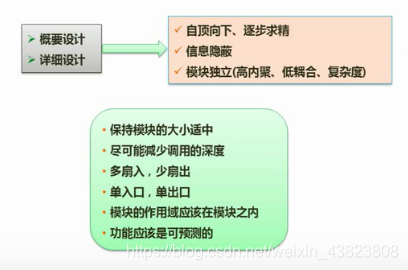 概要设计
详细设计
自顶向下、逐步求精
信息隐蔽
模块独立(高内聚、低耦合、复杂度)
保持模块的大小适中
尽可能减少调用的深度
多扇入，少扇出
单入口，单出口
模块的作用域应该在模块之内
功能应该是可预测的
https://blog.csdn.net/weixin_43823808